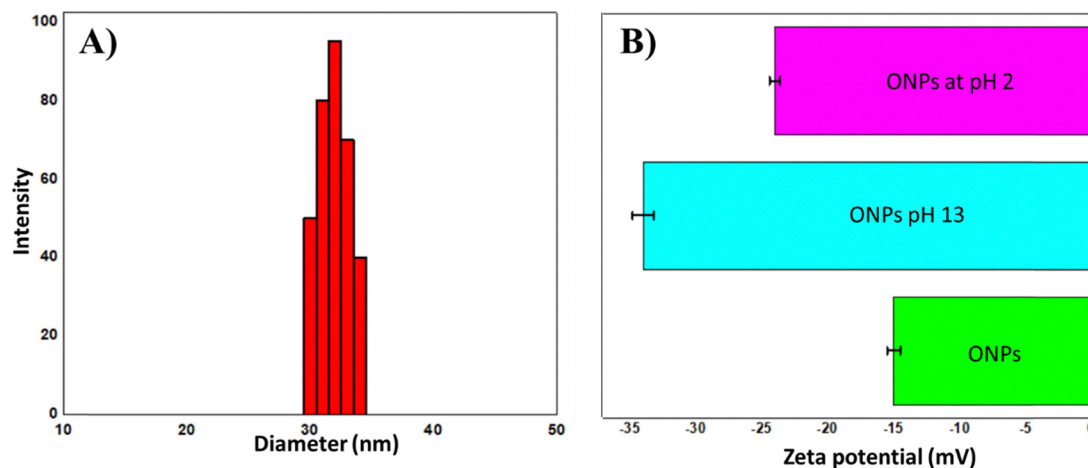 A)
100
80
60
40
20
0
Intensity
10 20 30 40 50
Diameter (nm)
B)
ONPs at pH 2
ONPs pH 13
ONPs
-35 -30 -25 -20 -15 -10 -5 0
Zeta potential (mV)